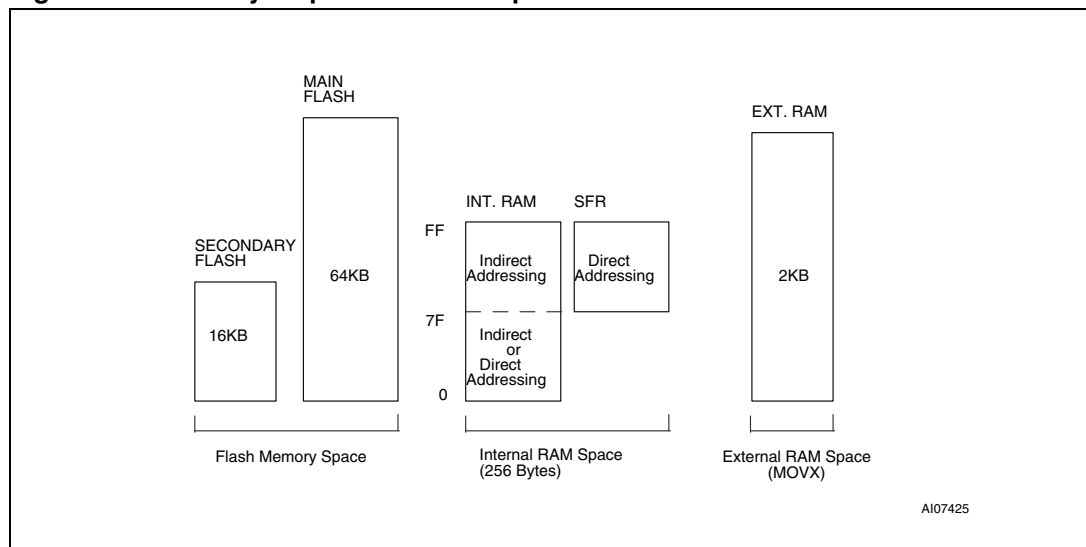 MAIN
FLASH
EXT. RAM
INT. RAM SFR
FF
SECONDARY
FLASH
Indirect
Addressing
Direct
Addressing
64KB
2KB
7F
16KB
Indirect
or
Direct
Addressing
0
Flash Memory Space
Internal RAM Space
(256 Bytes)
External RAM Space
(MOVX)
AI07425